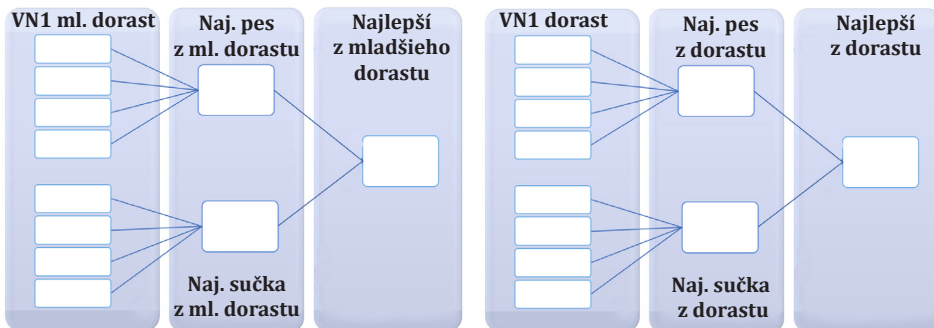 VN1 ml. dorast
Naj. pes
z ml. dorastu
Najlepší
z mladšieho
dorastu
Naj. sučka
z ml. dorastu
VN1 dorast
Naj. pes
z dorastu
Najlepší
z dorastu
Naj. sučka
z dorastu